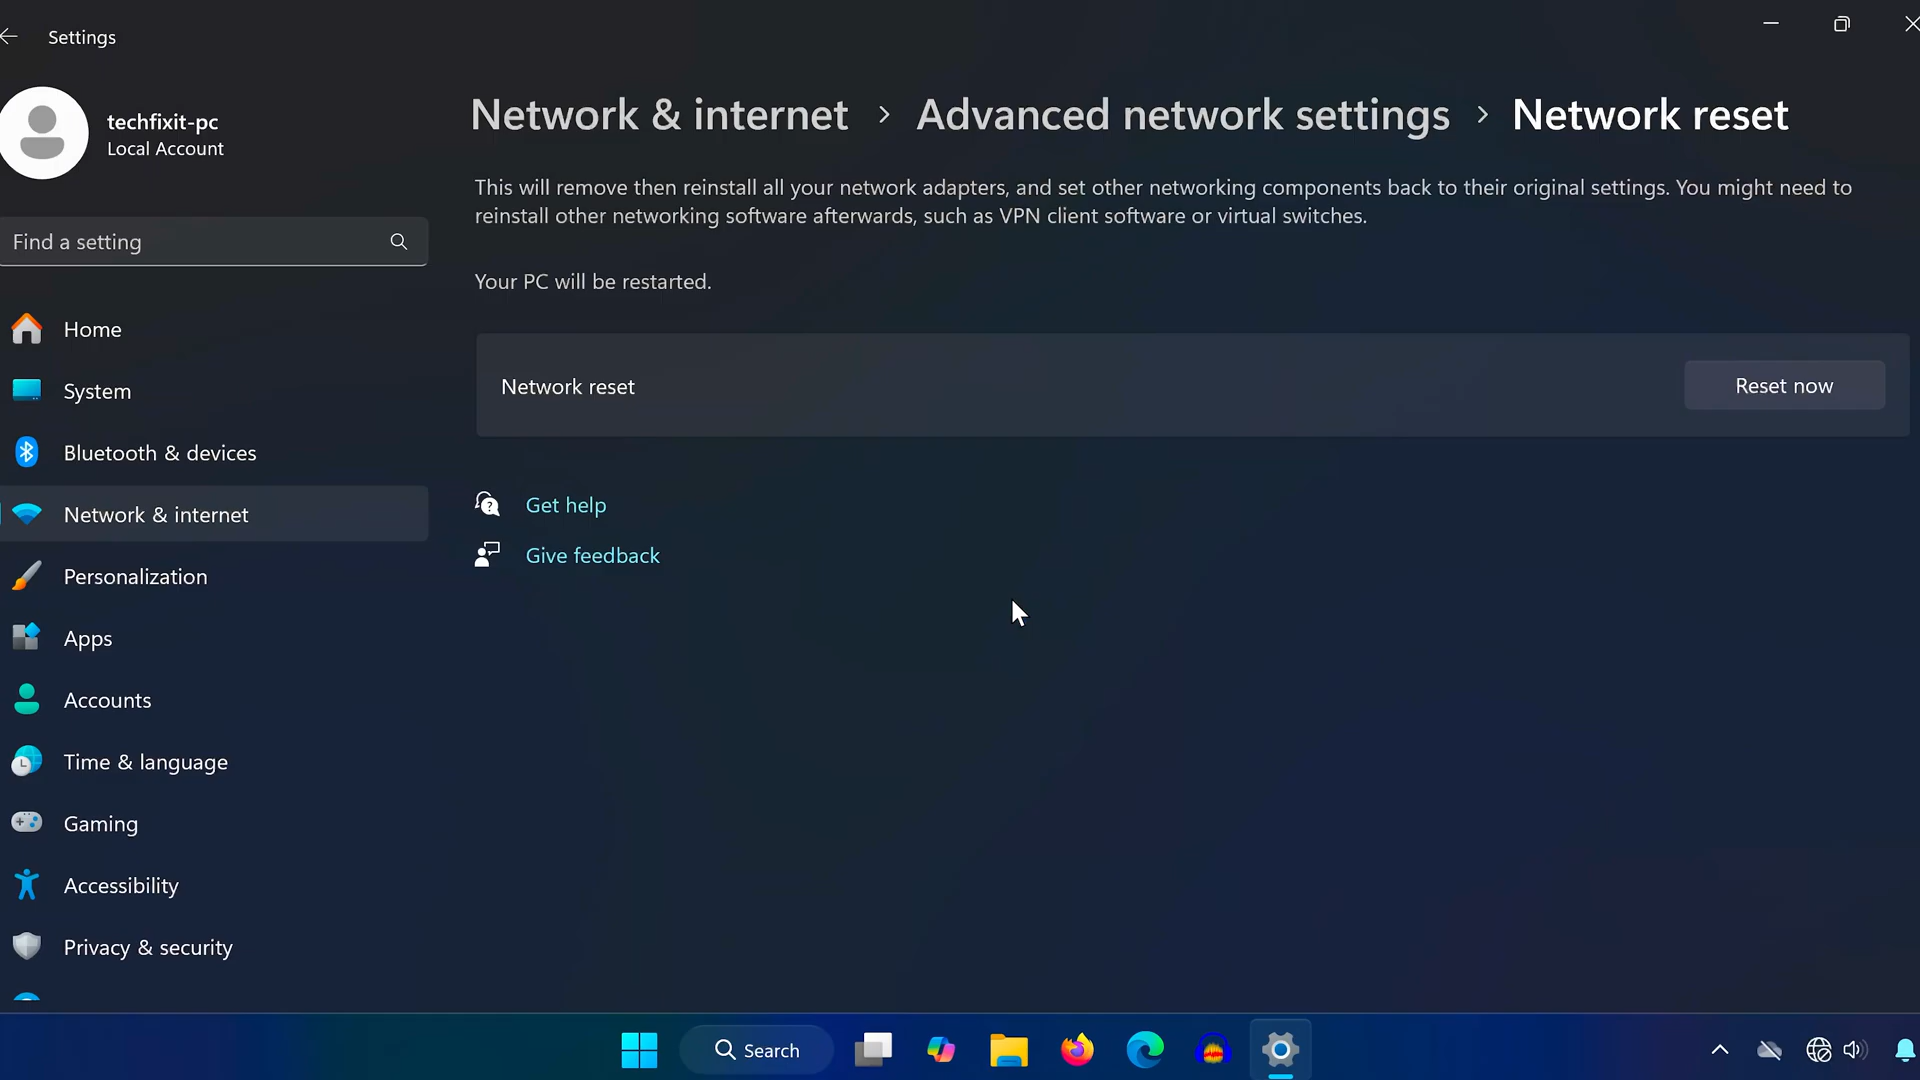 Settings
techfixit-pc
Local Account
Find a setting
Home
System
Bluetooth & devices
Network & internet
Personalization
Apps
Accounts
Time & language
Gaming
Accessibility
Privacy & security
Network & internet > Advanced network settings > Network reset
This will remove then reinstall all your network adapters, and set other networking components back to their original settings. You might need to
reinstall other networking software afterwards, such as VPN client software or virtual switches.
Your PC will be restarted.
Network reset
Reset now
Get help
Give feedback
Search